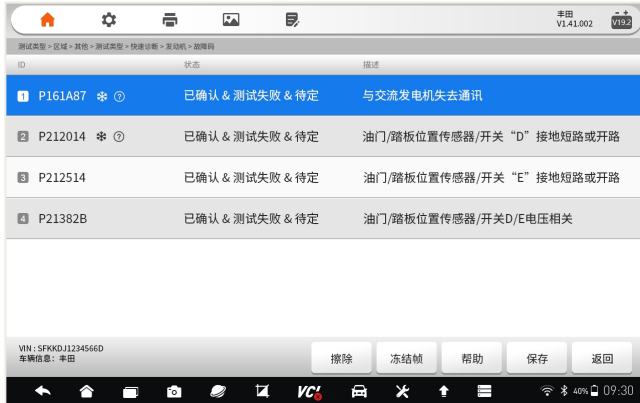 丰田
V1.41.002
V19.2
测试类型 > 区域 > 其他 > 测试类型 > 快速诊断 > 发动机 > 故障码
ID 状态 描述
1 P161A87 已确认 & 测试失败 & 待定 与交流发电机失去通讯
2 P212014 已确认 & 测试失败 & 待定 油门/踏板位置传感器/开关“D”接地短路或开路
3 P212514 已确认 & 测试失败 & 待定 油门/踏板位置传感器/开关“E”接地短路或开路
4 P21382B 已确认 & 测试失败 & 待定 油门/踏板位置传感器/开关D/E电压相关
VIN : SFKKDJ1234566D
车辆信息: 丰田
擦除 冻结帧 帮助 保存 返回
VCI 40% 09:30